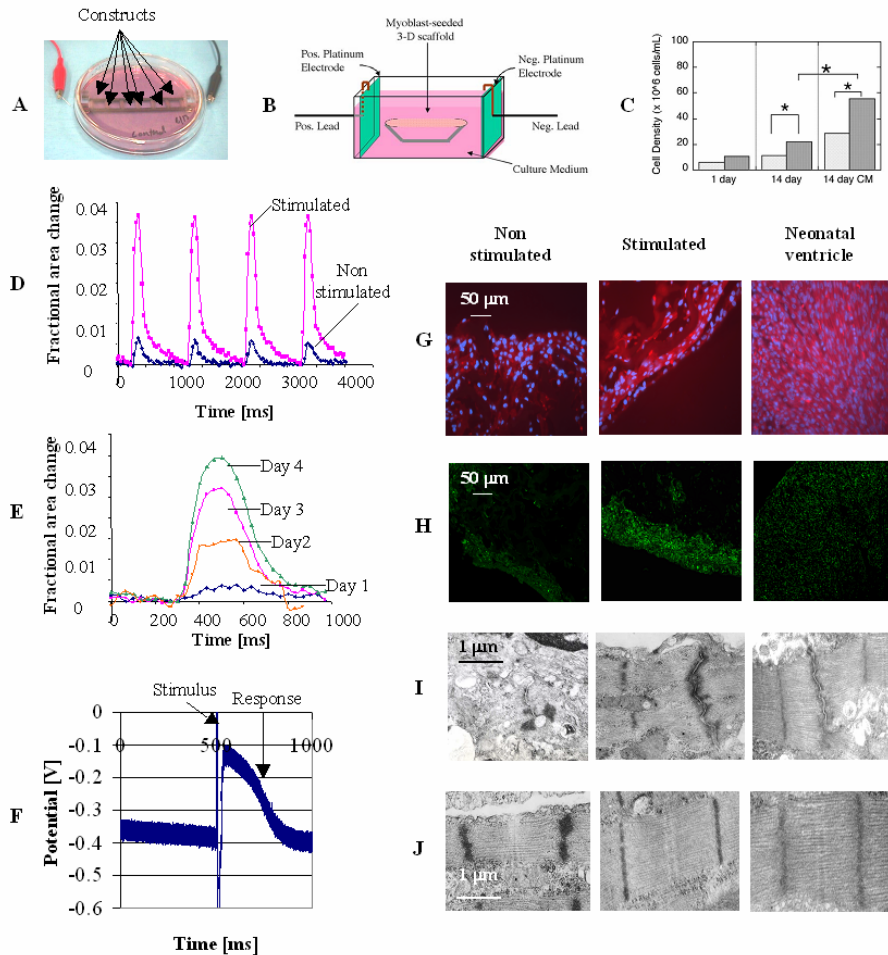 Constructs
A
control
B
Myoblast-seeded
3-D scaffold
Pos. Platinum
Electrode
Neg. Platinum
Electrode
Pos. Lead
Neg. Lead
Culture Medium
C
Cell Density (x 10^6 cells/mL)
100
80
60
40
20
0
*
*
*
1 day
14 day
14 day CM
D
Fractional area change
0.04
0.03
0.02
0.01
0
Stimulated
Non
stimulated
0
1000
2000
3000
4000
Time [ms]
E
Fractional area change
0.04
0.03
0.02
0.01
0
Day 4
Day 3
Day2
Day 1
0
200
400
600
800
1000
Time [ms]
F
Stimulus
Response
Potential [V]
0
-0.1
-0.2
-0.3
-0.4
-0.5
-0.6
0
500
1000
Time [ms]
Non
stimulated
Stimulated
Neonatal
ventricle
G
50 µm
H
50 µm
I
1 µm
J
1 µm